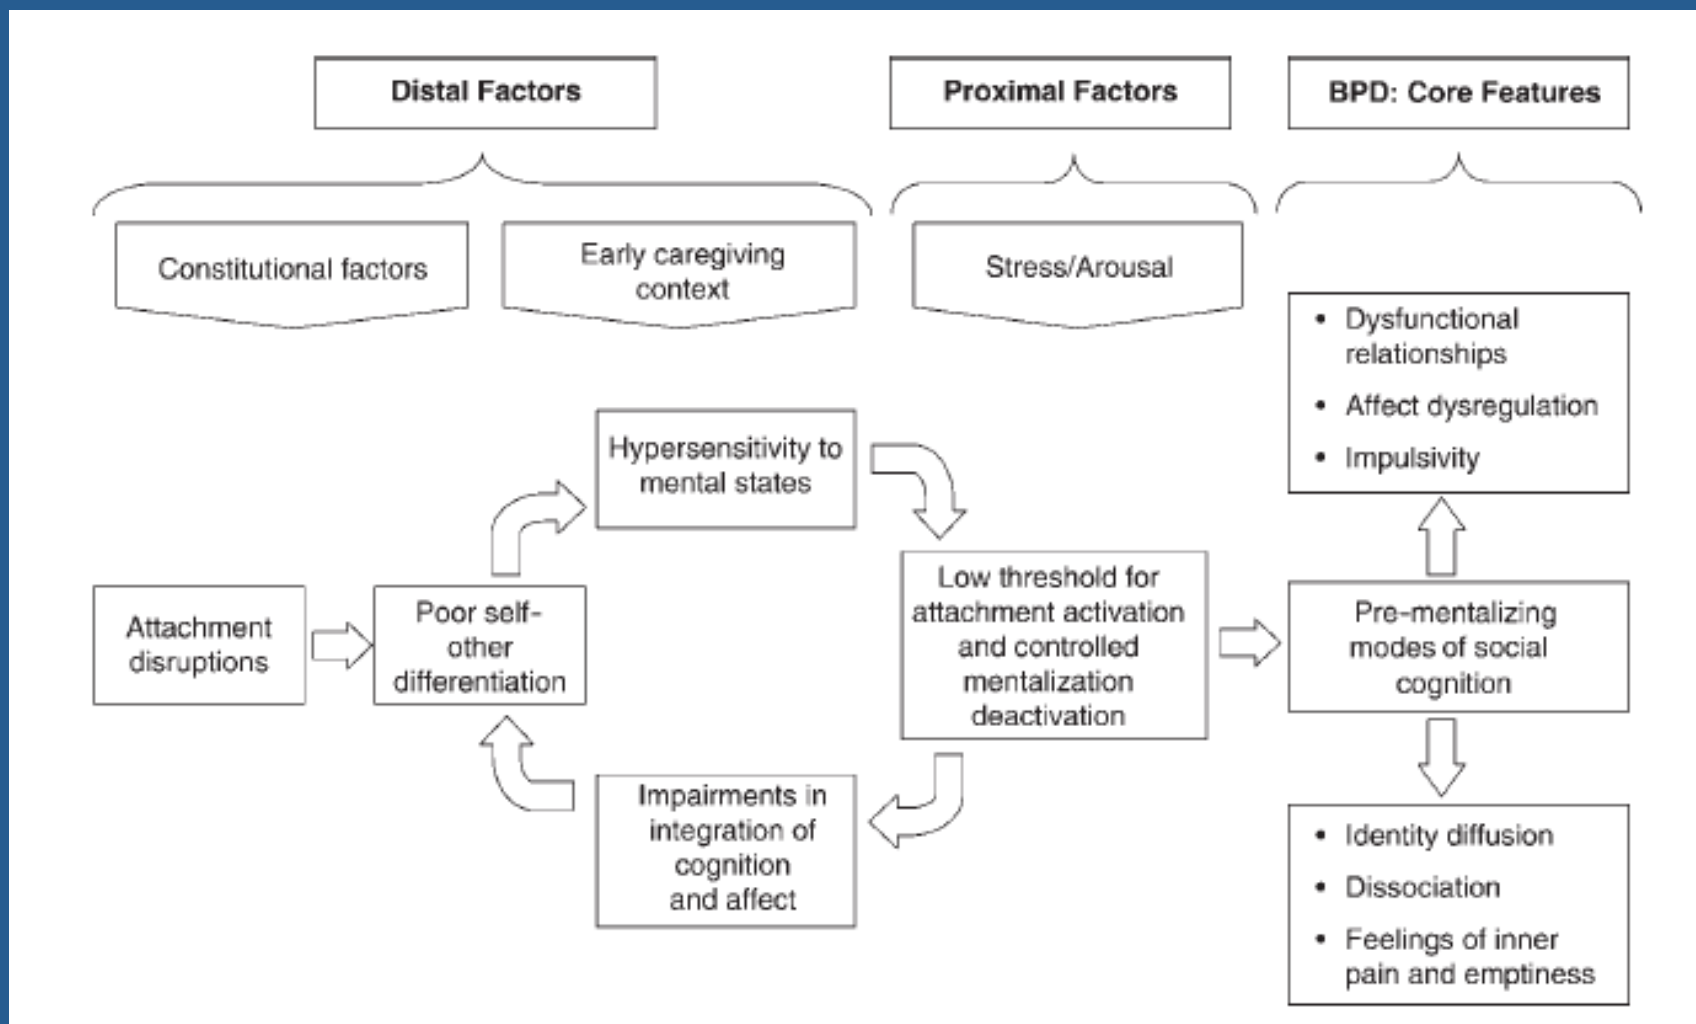 Distal Factors
Proximal Factors
BPD: Core Features
Constitutional factors
Early caregiving
context
Stress/Arousal
• Dysfunctional
relationships
• Affect dysregulation
• Impulsivity
Hypersensitivity to
mental states
Attachment
disruptions
Poor self-
other
differentiation
Low threshold for
attachment activation
and controlled
mentalization
deactivation
Pre-mentalizing
modes of social
cognition
Impairments in
integration of
cognition
and affect
• Identity diffusion
• Dissociation
• Feelings of inner
pain and emptiness